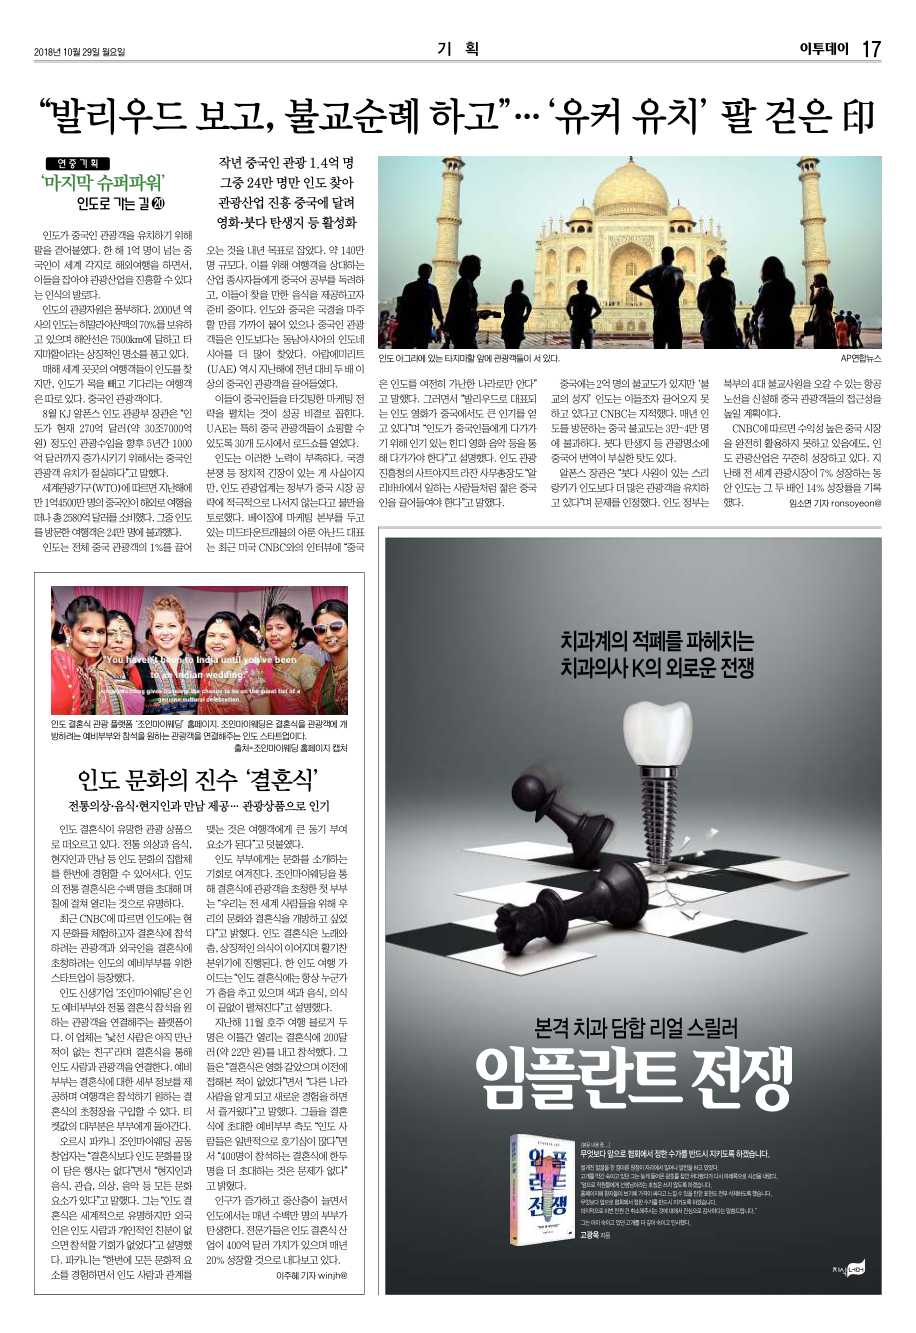 2018년 10월 29일 월요일
기 획
이투데이 17
“발리우드 보고, 불교순례 하고”… ‘유커 유치’ 팔 걷은 印
연중기획
‘마지막 슈퍼파워’
인도로 가는 길 ⑳
작년 중국인 관광 1.4억 명
그중 24만 명만 인도 찾아
관광산업 진흥 중국에 달려
영화·붓다 탄생지 등 활성화
인도가 중국인 관광객을 유치하기 위해
팔을 걷어붙였다. 한 해 1억 명이 넘는 중
국인이 세계 각지로 해외여행을 하면서,
이들을 잡아야 관광산업을 진흥할 수 있다
는 인식의 발로다.
인도의 관광자원은 풍부하다. 2000년 역
사의 인도는 히말라야산맥의 70%를 보유하
고 있으며 해안선은 7500km에 달하고 타
지마할이라는 상징적인 명소를 품고 있다.
매해 세계 곳곳의 여행객들이 인도를 찾
지만, 인도가 목을 빼고 기다리는 여행객
은 따로 있다. 중국인 관광객이다.
8월 KJ 알폰스 인도 관광부 장관은 “인
도가 현재 270억 달러(약 30조7000억
원) 정도인 관광수입을 향후 5년간 1000
억 달러까지 증가시키기 위해서는 중국인
관광객 유치가 절실하다”고 말했다.
세계관광기구(WTO)에 따르면 지난해에
만 1억4500만 명의 중국인이 해외로 여행을
떠나 총 2580억 달러를 소비했다. 그중 인도
를 방문한 여행객은 24만 명에 불과했다.
인도는 전체 중국 관광객의 1%를 끌어
오는 것을 내년 목표로 잡았다. 약 140만
명 규모다. 이를 위해 여행객을 상대하는
산업 종사자들에게 중국어 공부를 독려하
고, 이들이 찾을 만한 음식을 제공하고자
준비 중이다. 인도와 중국은 국경을 마주
할 만큼 가까이 붙어 있으나 중국인 관광
객들은 인도보다는 동남아시아의 인도네
시아를 더 많이 찾았다. 아랍에미리트
(UAE) 역시 지난해에 전년 대비 두 배 이
상의 중국인 관광객을 끌어들였다.
이들이 중국인들을 타깃팅한 마케팅 전
략을 펼치는 것이 성공 비결로 꼽힌다.
UAE는 특히 중국 관광객들이 쇼핑할 수
있도록 30개 도시에서 로드쇼를 열었다.
인도는 이러한 노력이 부족하다. 국경
분쟁 등 정치적 긴장이 있는 게 사실이지
만, 인도 관광업계는 정부가 중국 시장 공
략에 적극적으로 나서지 않는다고 불만을
토로했다. 베이징에 마케팅 본부를 두고
있는 미드타운트래블의 아룬 아난드 대표
는 최근 미국 CNBC와의 인터뷰에 “중국
인도 아그라에 있는 타지마할 앞에 관광객들이 서 있다.
AP연합뉴스
은 인도를 여전히 가난한 나라로만 안다”
고 말했다. 그러면서 “발리우드로 대표되
는 인도 영화가 중국에서도 큰 인기를 얻
고 있다”며 “인도가 중국인들에게 다가가
기 위해 인기 있는 힌디 영화 음악 등을 통
해 다가가야 한다”고 설명했다. 인도 관광
진흥청의 사트야지트 라잔 사무총장도 “알
리바바에서 일하는 사람들처럼 젊은 중국
인을 끌어들여야 한다”고 말했다.
중국에는 2억 명의 불교도가 있지만 ‘불
교의 성지’ 인도는 이들조차 끌어오지 못
하고 있다고 CNBC는 지적했다. 매년 인
도를 방문하는 중국 불교도는 3만~4만 명
에 불과하다. 붓다 탄생지 등 관광명소에
중국어 번역이 부실한 탓도 있다.
알폰스 장관은 “붓다 사원이 있는 스리
랑카가 인도보다 더 많은 관광객을 유치하
고 있다”며 문제를 인정했다. 인도 정부는
북부의 4대 불교사원을 오갈 수 있는 항공
노선을 신설해 중국 관광객들의 접근성을
높일 계획이다.
CNBC에 따르면 수익성 높은 중국 시장
을 완전히 활용하지 못하고 있음에도, 인
도 관광산업은 꾸준히 성장하고 있다. 지
난해 전 세계 관광시장이 7% 성장하는 동
안 인도는 그 두 배인 14% 성장률을 기록
했다.
임소연 기자 ronsoyeon@
"You haven't been to India until you've been
to an Indian wedding."
JoinMyWedding gives travelers the chance to be on the guest list of a
genuine cultural celebration.
인도 결혼식 관광 플랫폼 ‘조인마이웨딩’ 홈페이지. 조인마이웨딩은 결혼식을 관광객에 개
방하려는 예비부부와 참석을 원하는 관광객을 연결해주는 인도 스타트업이다.
출처=조인마이웨딩 홈페이지 캡처
인도 문화의 진수 ‘결혼식’
전통의상·음식·현지인과 만남 제공… 관광상품으로 인기
인도 결혼식이 유망한 관광 상품으
로 떠오르고 있다. 전통 의상과 음식,
현지인과 만남 등 인도 문화의 집합체
를 한번에 경험할 수 있어서다. 인도
의 전통 결혼식은 수백 명을 초대해 며
칠에 걸쳐 열리는 것으로 유명하다.
최근 CNBC에 따르면 인도에는 현
지 문화를 체험하고자 결혼식에 참석
하려는 관광객과 외국인을 결혼식에
초청하려는 인도의 예비부부를 위한
스타트업이 등장했다.
인도 신생기업 ‘조인마이웨딩’은 인
도 예비부부와 전통 결혼식 참석을 원
하는 관광객을 연결해주는 플랫폼이
다. 이 업체는 ‘낯선 사람은 아직 만난
적이 없는 친구’라며 결혼식을 통해
인도 사람과 관광객을 연결한다. 예비
부부는 결혼식에 대한 세부 정보를 제
공하며 여행객은 참석하기 원하는 결
혼식의 초청장을 구입할 수 있다. 티
켓값의 대부분은 부부에게 돌아간다.
오르시 파카니 조인마이웨딩 공동
창업자는 “결혼식보다 인도 문화를 많
이 담은 행사는 없다”면서 “현지인과
음식, 관습, 의상, 음악 등 모든 문화
요소가 있다”고 말했다. 그는 “인도 결
혼식은 세계적으로 유명하지만 외국
인은 인도 사람과 개인적인 친분이 없
으면 참석할 기회가 없었다”고 설명했
다. 파카니는 “한번에 모든 문화적 요
소를 경험하면서 인도 사람과 관계를
맺는 것은 여행객에게 큰 동기 부여
요소가 된다”고 덧붙였다.
인도 부부에게는 문화를 소개하는
기회로 여겨진다. 조인마이웨딩을 통
해 결혼식에 관광객을 초청한 첫 부부
는 “우리는 전 세계 사람들을 위해 우
리의 문화와 결혼식을 개방하고 싶었
다”고 밝혔다. 인도 결혼식은 노래와
춤, 상징적인 의식이 이어지며 활기찬
분위기에 진행된다. 한 인도 여행 가
이드는 “인도 결혼식에는 항상 누군가
가 춤을 추고 있으며 색과 음식, 의식
이 끝없이 펼쳐진다”고 설명했다.
지난해 11월 호주 여행 블로거 두
명은 이틀간 열리는 결혼식에 200달
러(약 22만 원)를 내고 참석했다. 그
들은 “결혼식은 영화 같았으며 이전에
접해본 적이 없었다”면서 “다른 나라
사람을 알게 되고 새로운 경험을 하면
서 즐거웠다”고 말했다. 그들을 결혼
식에 초대한 예비부부 측도 “인도 사
람들은 일반적으로 호기심이 많다”면
서 “400명이 참석하는 결혼식에 한두
명을 더 초대하는 것은 문제가 없다”
고 밝혔다.
인구가 증가하고 중산층이 늘면서
인도에서는 매년 수백만 명의 부부가
탄생한다. 전문가들은 인도 결혼식 산
업이 400억 달러 가치가 있으며 매년
20% 성장할 것으로 내다보고 있다.
이주혜 기자 winjh@
치과계의 적폐를 파헤치는
치과의사 K의 외로운 전쟁
본격 치과 담합 리얼 스릴러
임플란트 전쟁
임플란트 전쟁
[본문 내용 중…]
무엇보다 앞으로 협회에서 정한 수가를 반드시 지키도록 하겠습니다.
고광욱 지음
지식너머